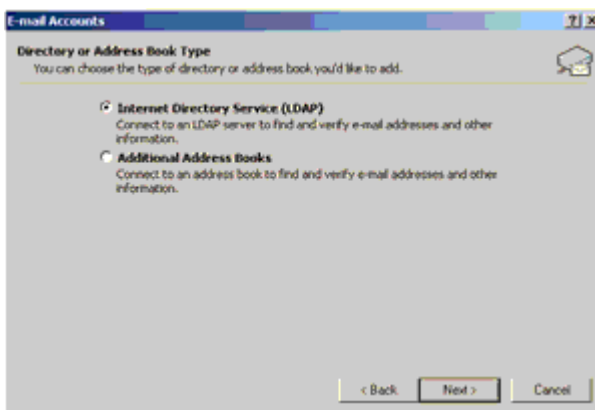 E-mail Accounts
Directory or Address Book Type
You can choose the type of directory or address book you'd like to add.
Internet Directory Service (LDAP)
Connect to an LDAP server to find and verify e-mail addresses and other
information.
Additional Address Books
Connect to an address book to find and verify e-mail addresses and other
information.
< Back
Next >
Cancel